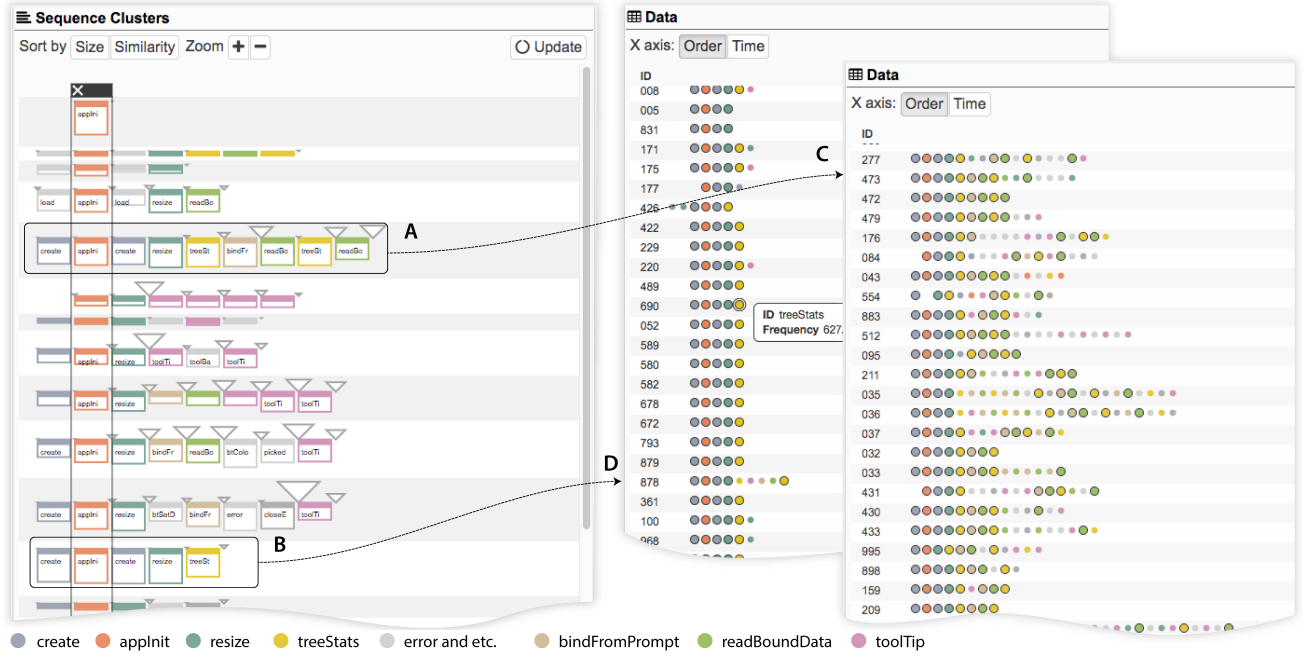 Sequence Clusters
Sort by Size Similarity Zoom + − Update
appIni
load appIni load resize readBo
create appIni create resize treeSt bindFr readBo treeSt readBo
A
appIni resize toolTi toolBa toolTi
appIni resize toolTi toolTi
create appIni resize bindFr readBo btColo picked toolTi
create appIni resize btSetD bindFr error closeE toolTi
create appIni create resize treeSt
B
Data
X axis: Order Time
ID
008
005
831
171
175
177
426
422
229
220
489
690
052
589
580
582
678
672
793
879
878
361
100
968
ID treeStats
Frequency 627,
C
D
Data
X axis: Order Time
ID
277
473
472
479
176
084
043
554
883
512
095
211
035
036
037
032
033
431
430
433
995
898
159
209
create appInit resize treeStats error and etc. bindFromPrompt readBoundData toolTip